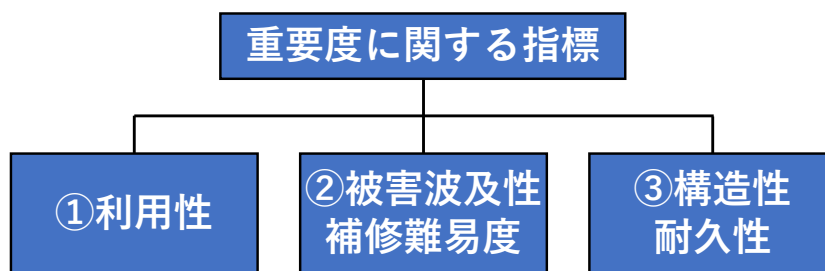 重要度に関する指標
①利用性
②被害波及性
補修難易度
③構造性
耐久性